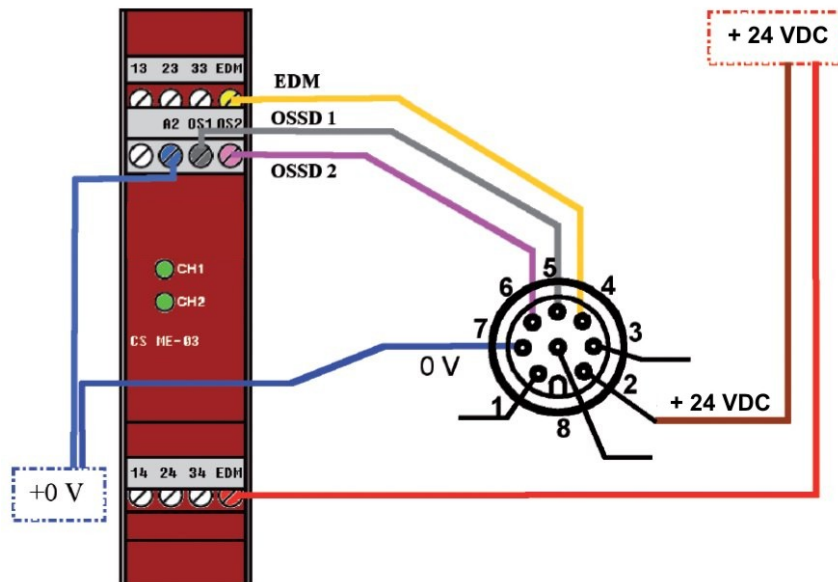 + 24 VDC
13 23 33 EDM
EDM
A2 OS1 OS2
OSSD 1
OSSD 2
CH1
CH2
CS ME-03
0 V
5
6
4
7
3
2
1
8
+ 24 VDC
14 24 34 EDM
+0 V